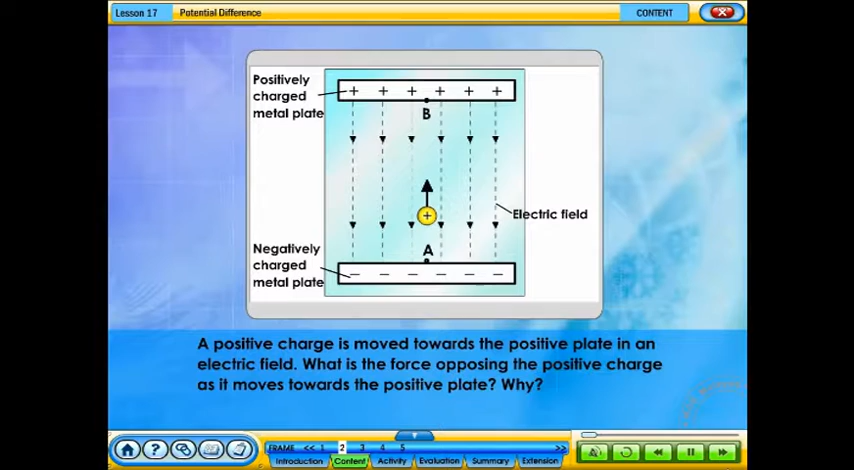 Lesson 17 Potential Difference CONTENT
Positively
charged
metal plate
+ + + + + +
B
+
Electric field
A
Negatively
charged
metal plate
– – – – – –
A positive charge is moved towards the positive plate in an
electric field. What is the force opposing the positive charge
as it moves towards the positive plate? Why?
FRAME << 1 2 3 4 5 >>
Introduction Content Activity Evaluation Summary Extension